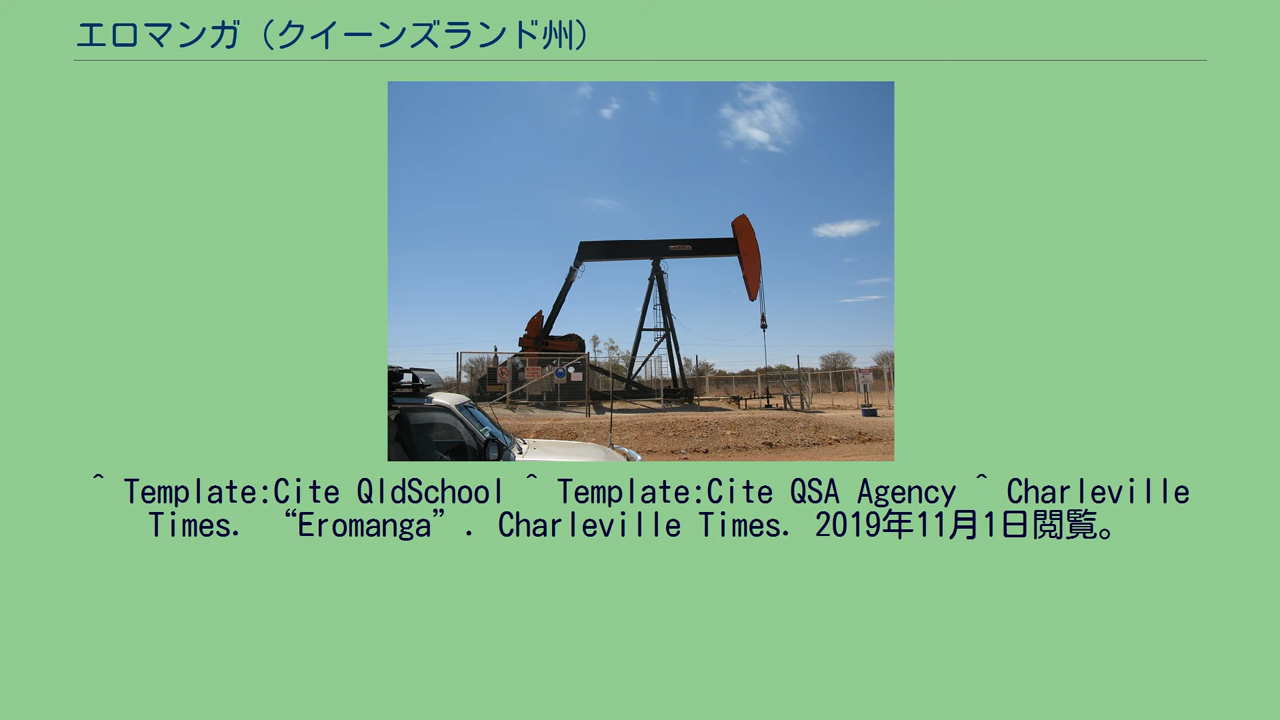 エロマンガ（クイーンズランド州）
^ Template:Cite QldSchool ^ Template:Cite QSA Agency ^ Charleville
Times. “Eromanga”. Charleville Times. 2019年11月1日閲覧。